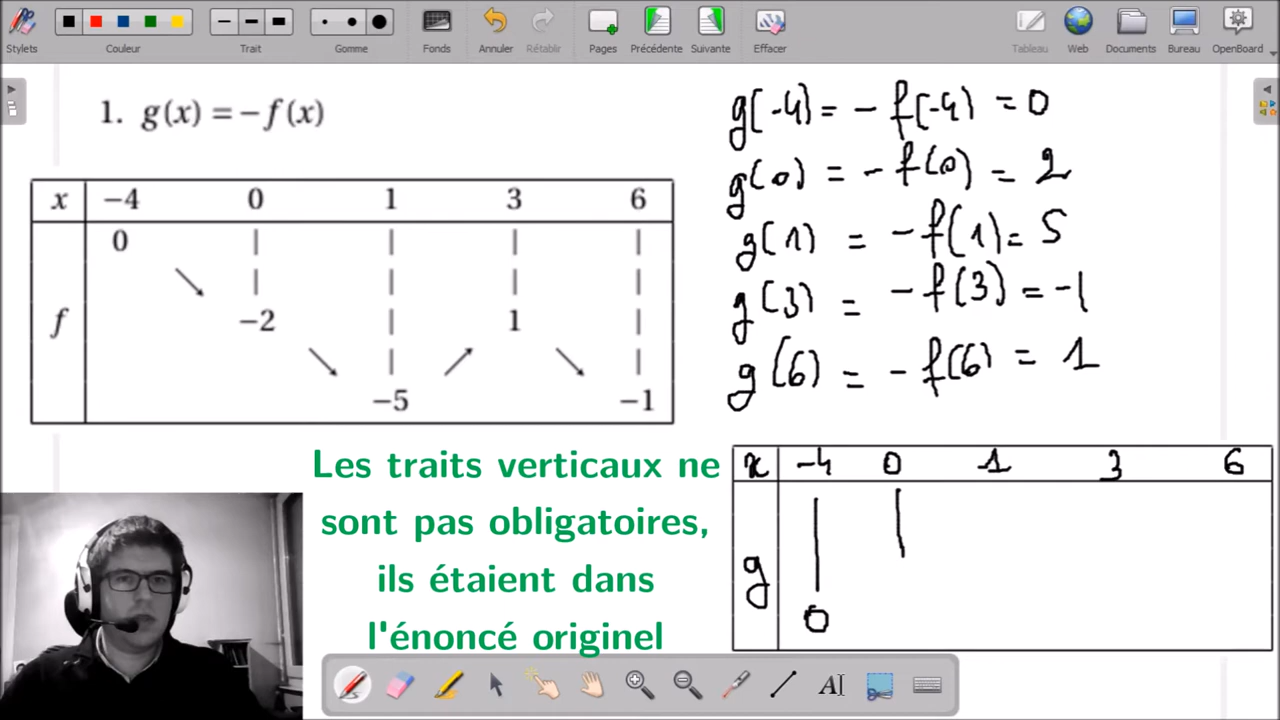 Stylets Couleur Trait Gomme Fonds Annuler Rétablir Pages Précédente Suivante Effacer Tableau Web Documents Bureau OpenBoard
1. g(x) = −f(x)
x −4 0 1 3 6
0
f −2 1
−5 −1
g(-4) = - f(-4) = 0
g(0) = - f(0) = 2
g(1) = - f(1) = 5
g(3) = - f(3) = -1
g(6) = - f(6) = 1
Les traits verticaux ne
sont pas obligatoires,
ils étaient dans
l'énoncé originel
x -4 0 1 3 6
g
0
AI